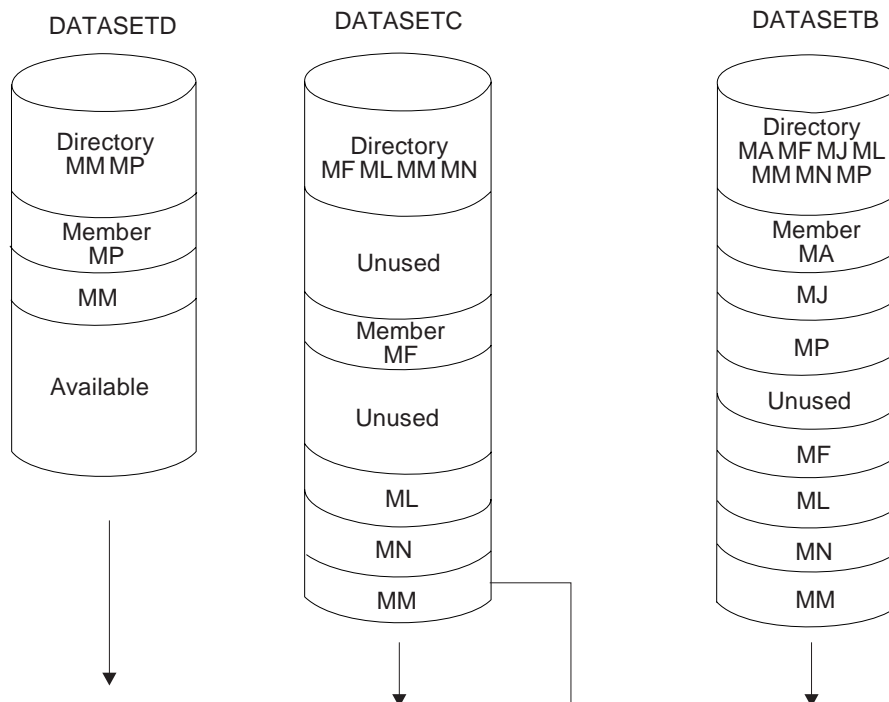 DATASETD
Directory
MM MP
Member
MP
MM
Available
DATASETC
Directory
MF ML MM MN
Unused
Member
MF
Unused
ML
MN
MM
DATASETB
Directory
MA MF MJ ML
MM MN MP
Member
MA
MJ
MP
Unused
MF
ML
MN
MM